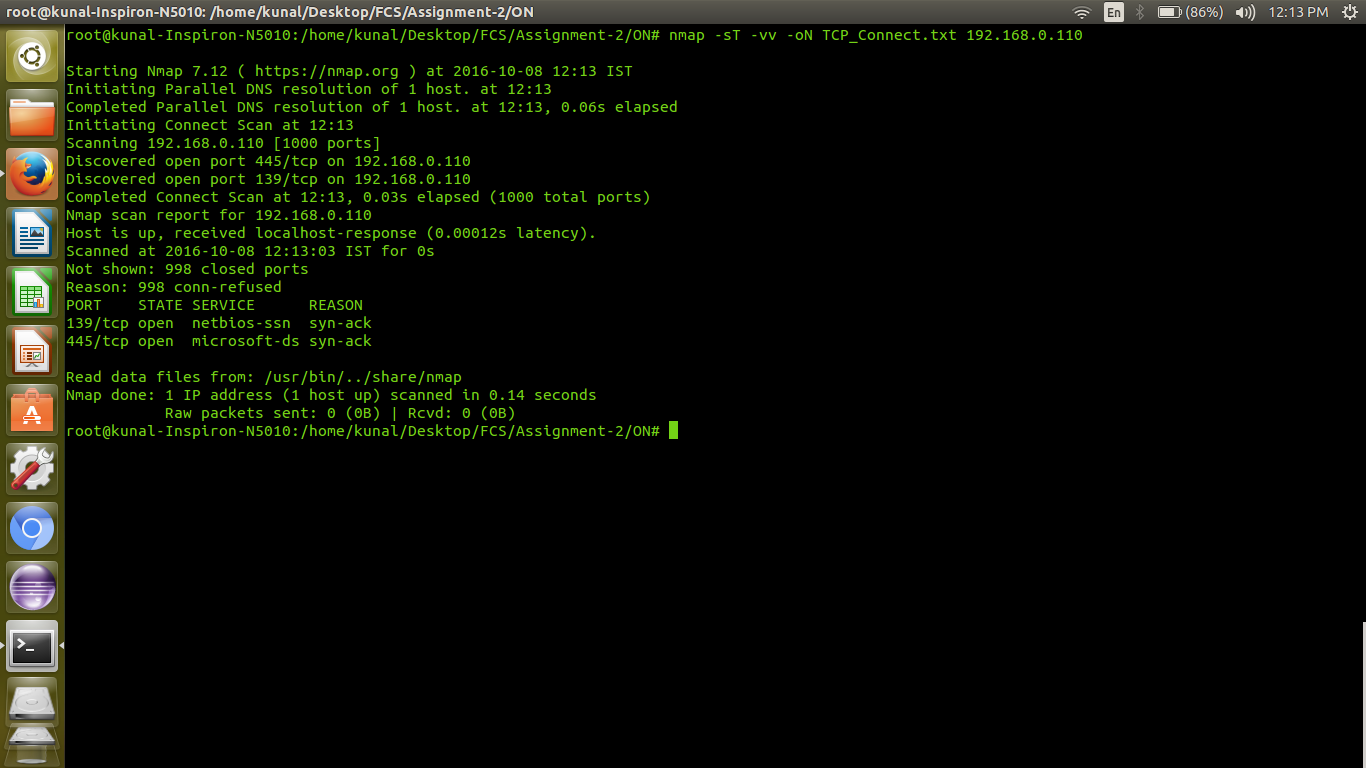 root@kunal-Inspiron-N5010: /home/kunal/Desktop/FCS/Assignment-2/ON
En (86%) 12:13 PM
root@kunal-Inspiron-N5010:/home/kunal/Desktop/FCS/Assignment-2/ON# nmap -sT -vv -oN TCP_Connect.txt 192.168.0.110
Starting Nmap 7.12 ( https://nmap.org ) at 2016-10-08 12:13 IST
Initiating Parallel DNS resolution of 1 host. at 12:13
Completed Parallel DNS resolution of 1 host. at 12:13, 0.06s elapsed
Initiating Connect Scan at 12:13
Scanning 192.168.0.110 [1000 ports]
Discovered open port 445/tcp on 192.168.0.110
Discovered open port 139/tcp on 192.168.0.110
Completed Connect Scan at 12:13, 0.03s elapsed (1000 total ports)
Nmap scan report for 192.168.0.110
Host is up, received localhost-response (0.00012s latency).
Scanned at 2016-10-08 12:13:03 IST for 0s
Not shown: 998 closed ports
Reason: 998 conn-refused
PORT    STATE SERVICE      REASON
139/tcp open  netbios-ssn  syn-ack
445/tcp open  microsoft-ds syn-ack
Read data files from: /usr/bin/../share/nmap
Nmap done: 1 IP address (1 host up) scanned in 0.14 seconds
           Raw packets sent: 0 (0B) | Rcvd: 0 (0B)
root@kunal-Inspiron-N5010:/home/kunal/Desktop/FCS/Assignment-2/ON#